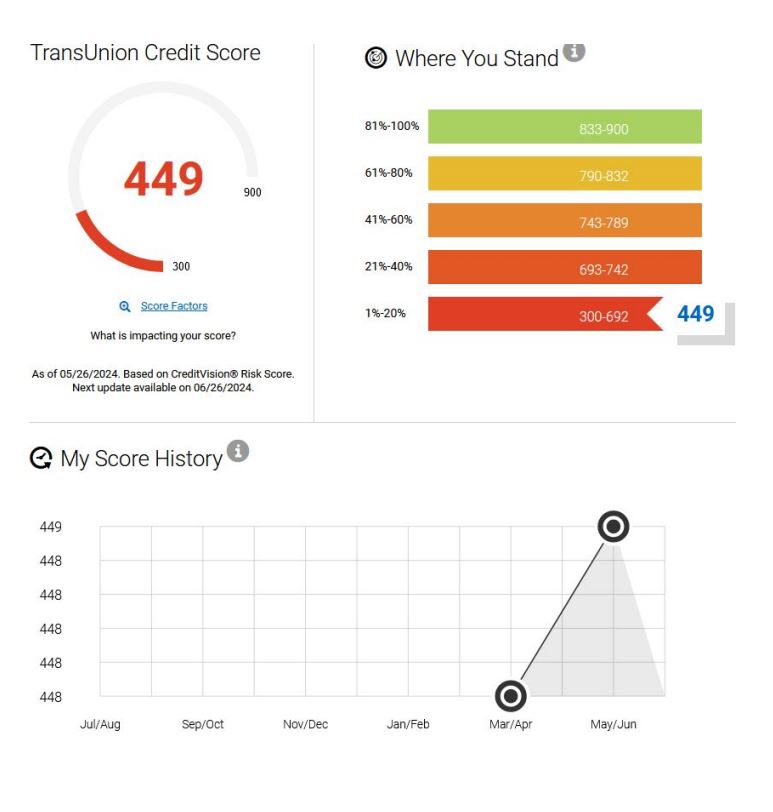 TransUnion Credit Score
449
900
300
Score Factors
What is impacting your score?
As of 05/26/2024. Based on CreditVision® Risk Score.
Next update available on 06/26/2024.
Where You Stand i
81%-100% 833-900
61%-80% 790-832
41%-60% 743-789
21%-40% 693-742
1%-20% 300-692 449
My Score History i
449
448
448
448
448
448
Jul/Aug Sep/Oct Nov/Dec Jan/Feb Mar/Apr May/Jun